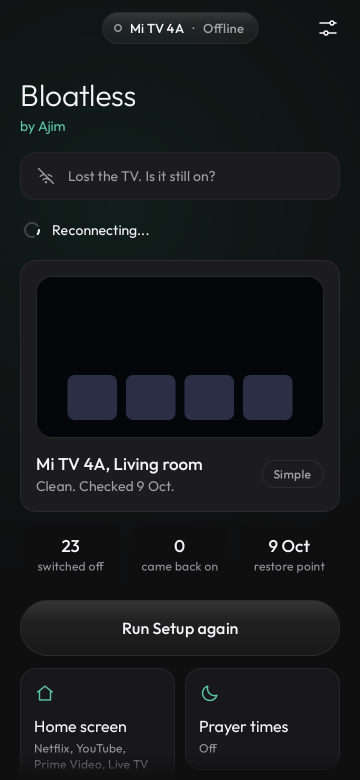 Mi TV 4A · Offline
Bloatless
by Ajim
Lost the TV. Is it still on?
Reconnecting...
Mi TV 4A, Living room
Clean. Checked 9 Oct.
Simple
23
switched off
0
came back on
9 Oct
restore point
Run Setup again
Home screen
Netflix, YouTube,
Prime Video, Live TV
Prayer times
Off